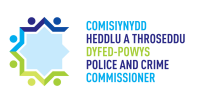 COMISIYNYDD
HEDDLU A THROSEDDU
DYFED-POWYS
POLICE AND CRIME
COMMISSIONER